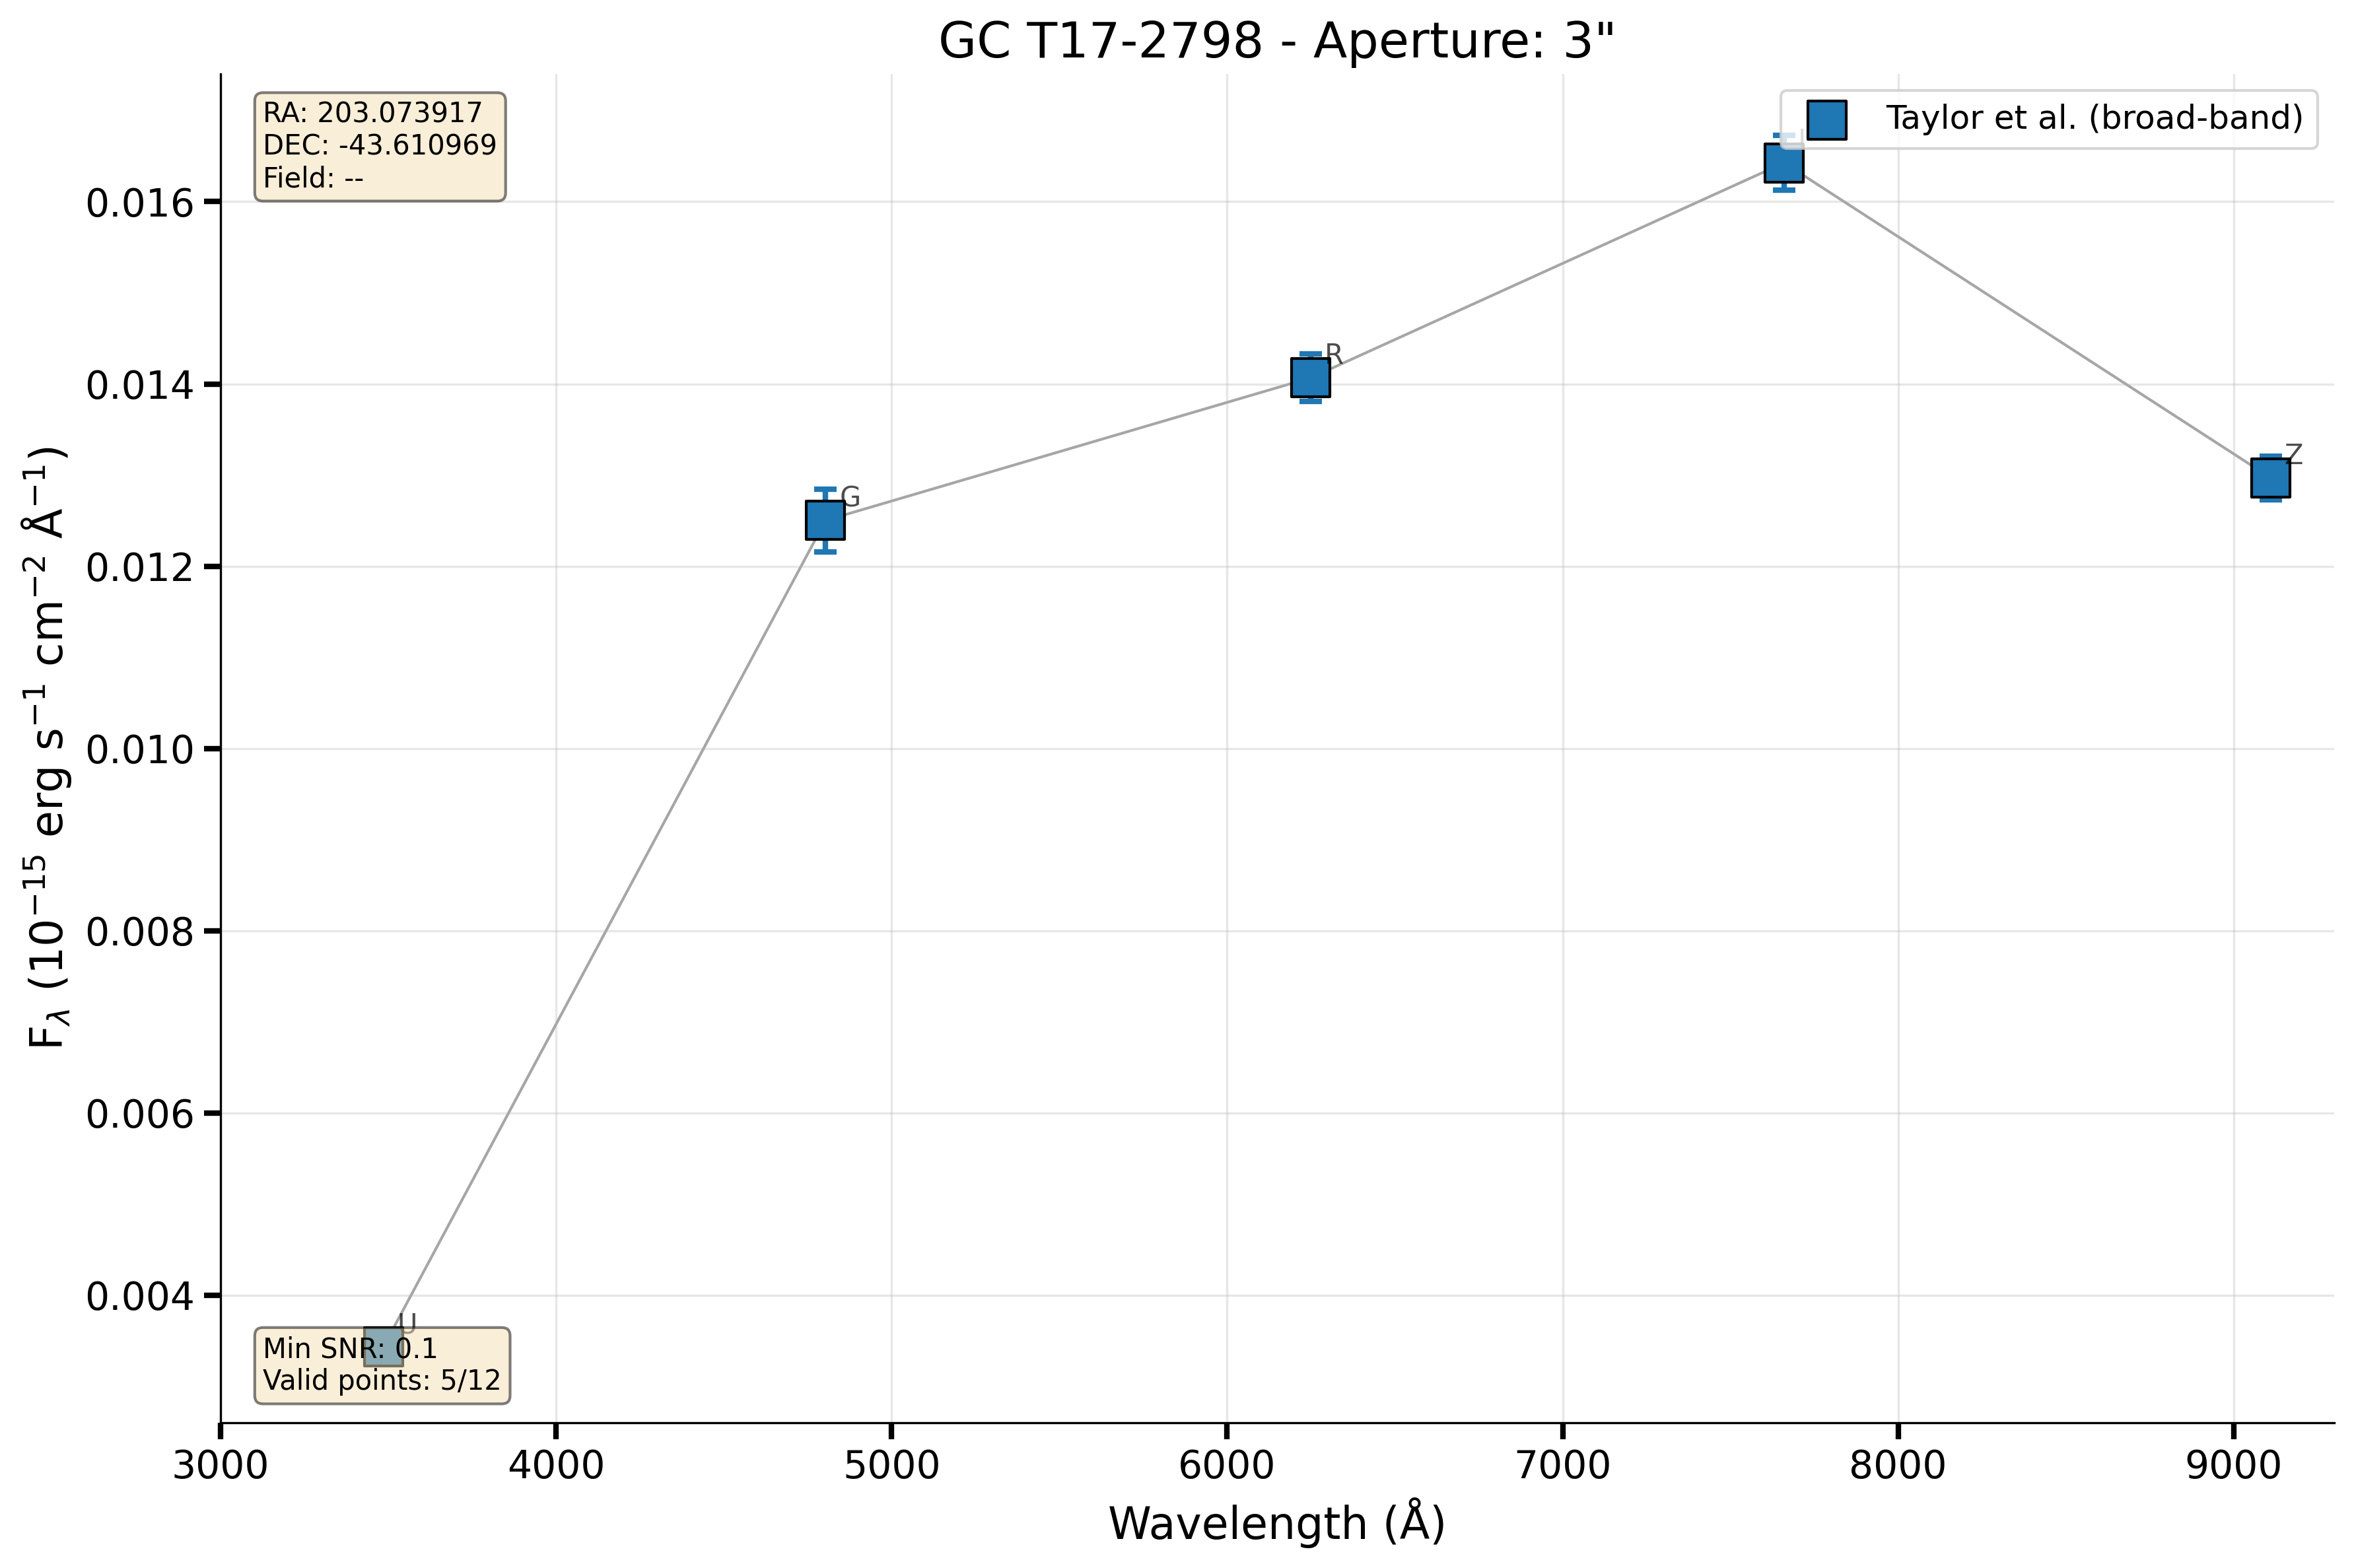 GC T17-2798 - Aperture: 3"
RA: 203.073917
DEC: -43.610969
Field: --
Taylor et al. (broad-band)
I
R
G
Z
U
Min SNR: 0.1
Valid points: 5/12
0.016
0.014
0.012
0.010
0.008
0.006
0.004
F_λ (10⁻¹⁵ erg s⁻¹ cm⁻² Å⁻¹)
3000 4000 5000 6000 7000 8000 9000
Wavelength (Å)